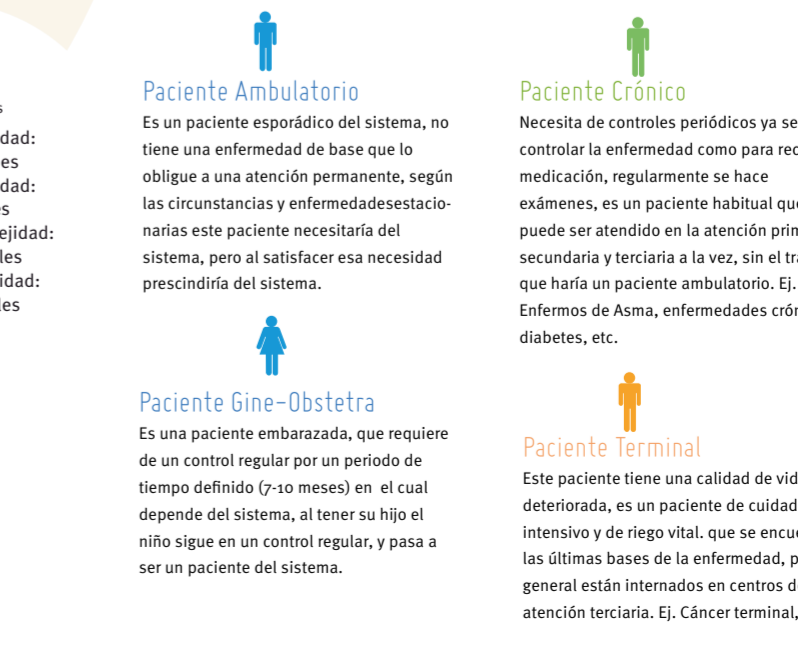 s
dad:
es
dad:
s
ejidad:
les
idad:
les
Paciente Ambulatorio
Es un paciente esporádico del sistema, no
tiene una enfermedad de base que lo
obligue a una atención permanente, según
las circunstancias y enfermedadesestacio-
narias este paciente necesitaría del
sistema, pero al satisfacer esa necesidad
prescindiría del sistema.
Paciente Gine-Obstetra
Es una paciente embarazada, que requiere
de un control regular por un periodo de
tiempo definido (7-10 meses) en el cual
depende del sistema, al tener su hijo el
niño sigue en un control regular, y pasa a
ser un paciente del sistema.
Paciente Crónico
Necesita de controles periódicos ya se
controlar la enfermedad como para rec
medicación, regularmente se hace
exámenes, es un paciente habitual que
puede ser atendido en la atención prim
secundaria y terciaria a la vez, sin el tra
que haría un paciente ambulatorio. Ej.
Enfermos de Asma, enfermedades crón
diabetes, etc.
Paciente Terminal
Este paciente tiene una calidad de vid
deteriorada, es un paciente de cuidad
intensivo y de riego vital. que se encue
las últimas bases de la enfermedad, p
general están internados en centros d
atención terciaria. Ej. Cáncer terminal,